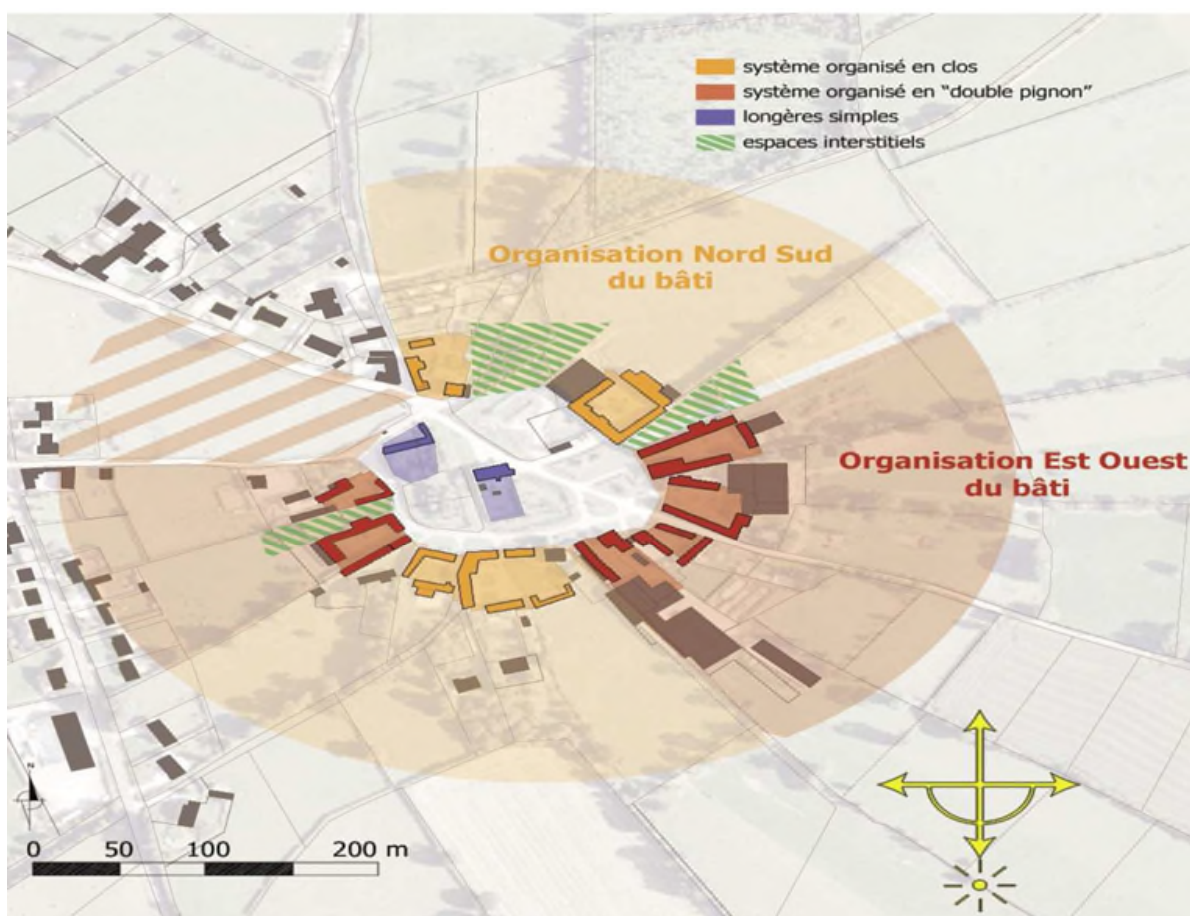 système organisé en clos
système organisé en "double pignon"
longères simples
espaces interstitiels
Organisation Nord Sud
du bâti
Organisation Est Ouest
du bâti
N
0 50 100 200 m